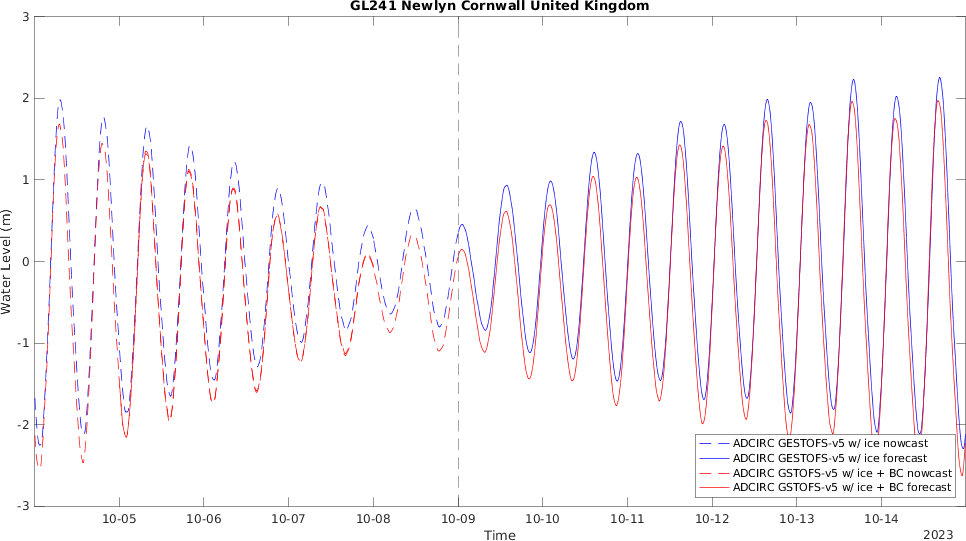 GL241 Newlyn Cornwall United Kingdom
3
2
1
0
-1
-2
-3
Water Level (m)
ADCIRC GESTOFS-v5 w/ ice nowcast
ADCIRC GESTOFS-v5 w/ ice forecast
ADCIRC GSTOFS-v5 w/ ice + BC nowcast
ADCIRC GSTOFS-v5 w/ ice + BC forecast
10-05 10-06 10-07 10-08 10-09 10-10 10-11 10-12 10-13 10-14
Time
2023